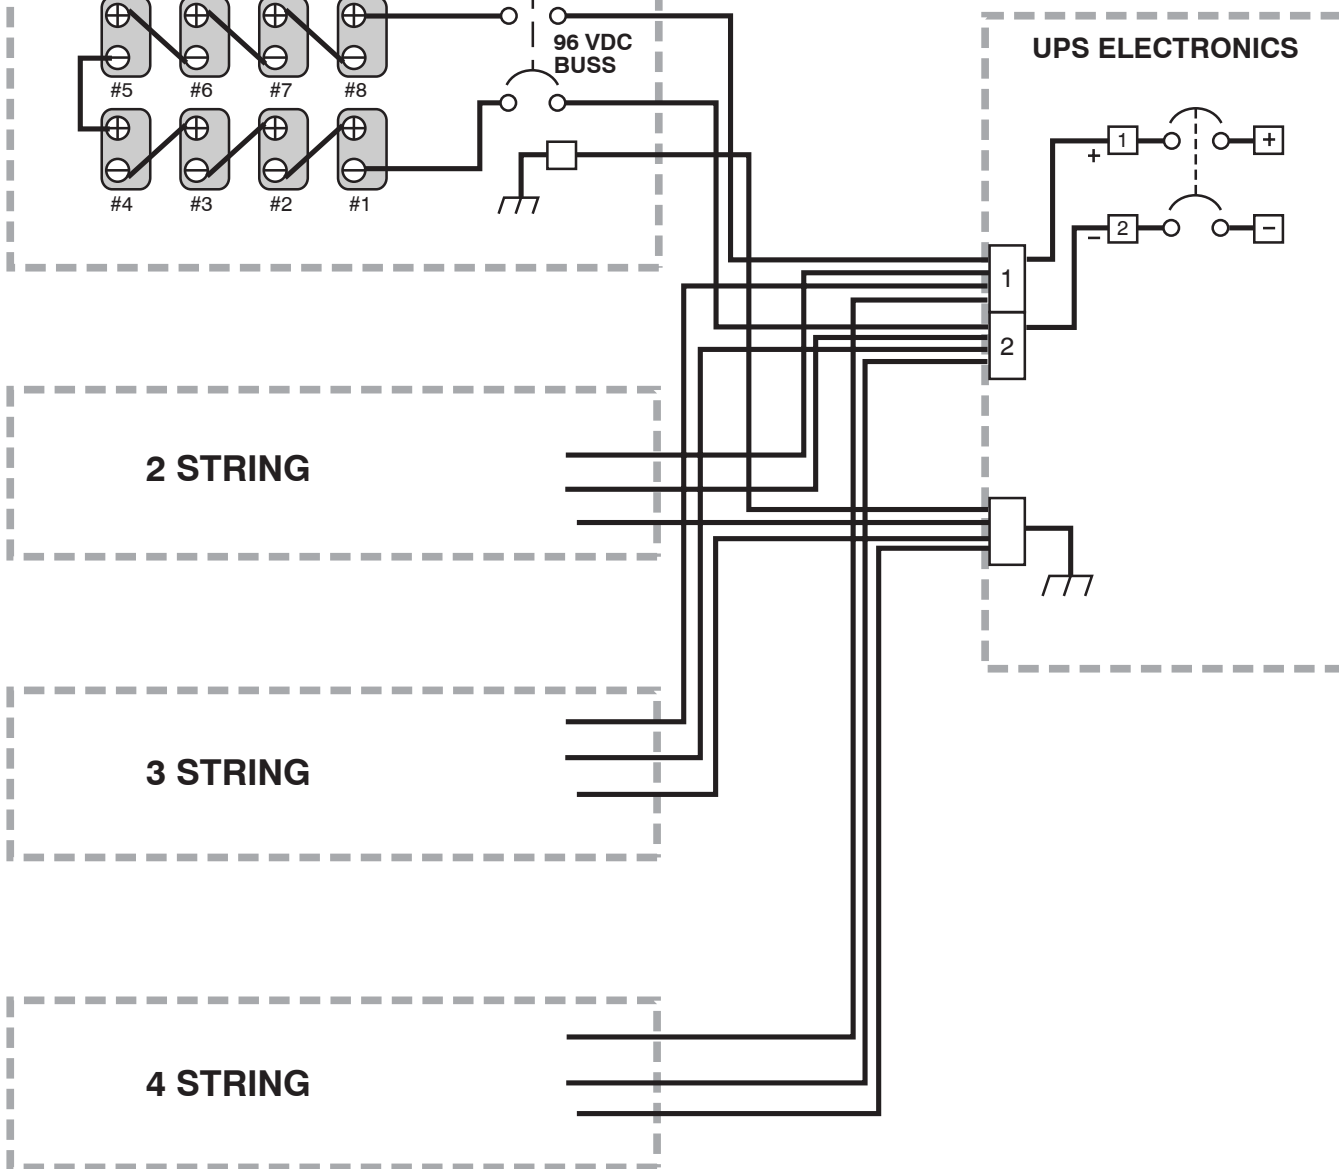 96 VDC
BUSS
#5 #6 #7 #8
#4 #3 #2 #1
UPS ELECTRONICS
+ 1 +
− 2 −
1
2
2 STRING
3 STRING
4 STRING